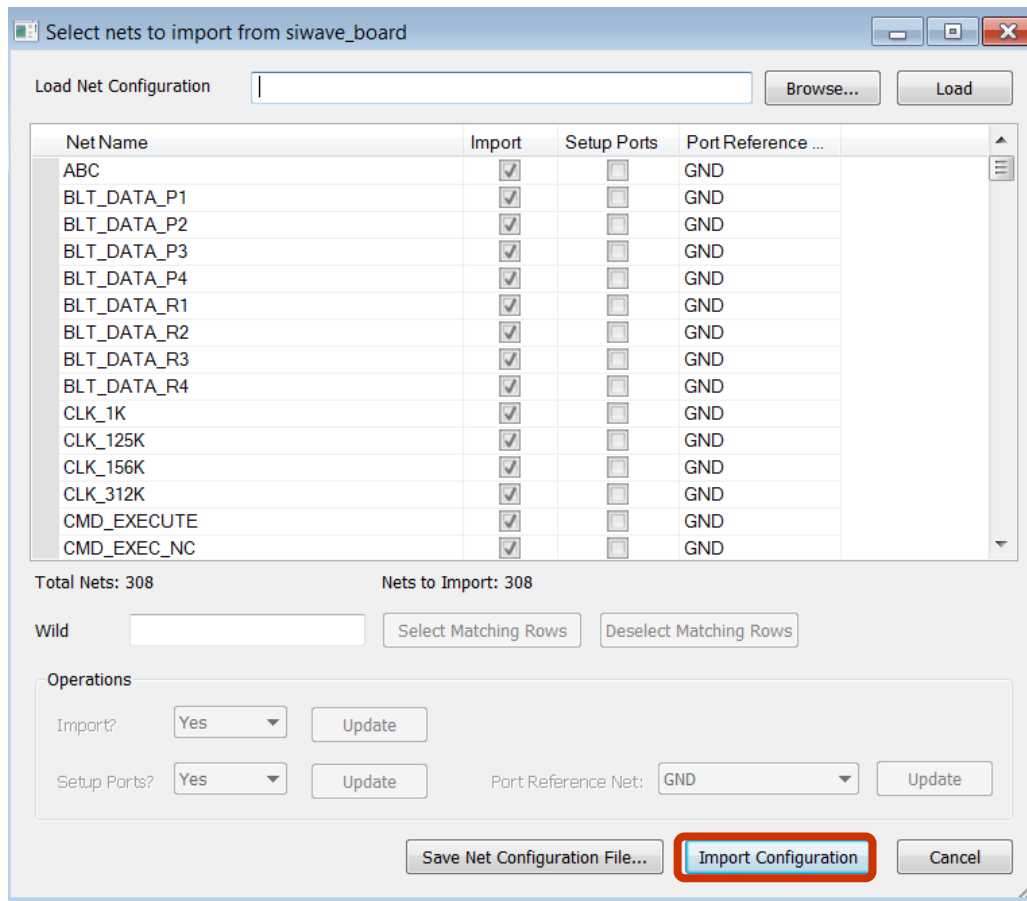 Select nets to import from siwave_board
Load Net Configuration Browse... Load
Net Name Import Setup Ports Port Reference ...
ABC GND
BLT_DATA_P1 GND
BLT_DATA_P2 GND
BLT_DATA_P3 GND
BLT_DATA_P4 GND
BLT_DATA_R1 GND
BLT_DATA_R2 GND
BLT_DATA_R3 GND
BLT_DATA_R4 GND
CLK_1K GND
CLK_125K GND
CLK_156K GND
CLK_312K GND
CMD_EXECUTE GND
CMD_EXEC_NC GND
Total Nets: 308 Nets to Import: 308
Wild Select Matching Rows Deselect Matching Rows
Operations
Import? Yes Update
Setup Ports? Yes Update Port Reference Net: GND Update
Save Net Configuration File... Import Configuration Cancel